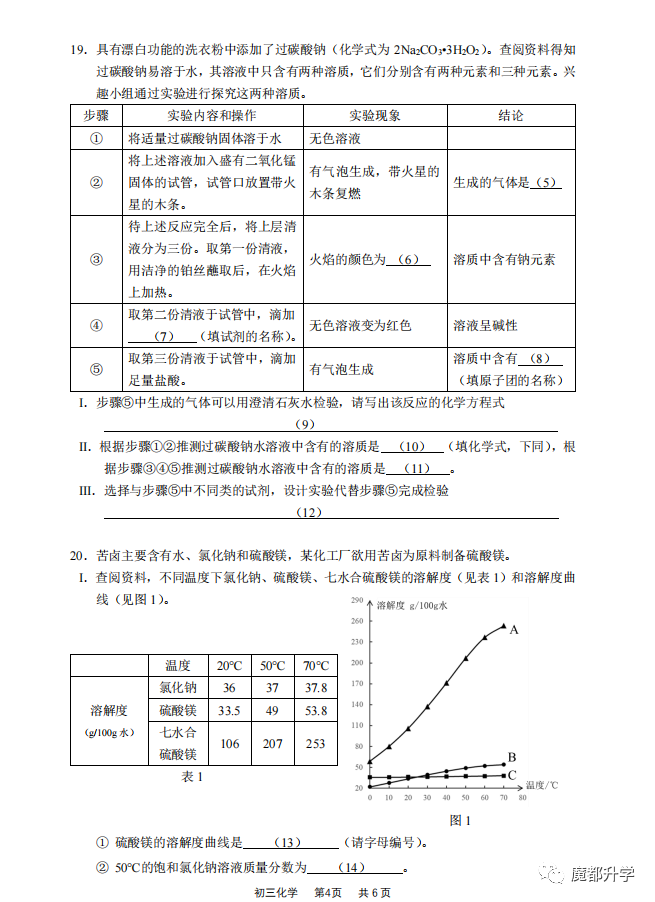 19．具有漂白功能的洗衣粉中添加了过碳酸钠（化学式为 2Na₂CO₃•3H₂O₂）。查阅资料得知
过碳酸钠易溶于水，其溶液中只含有两种溶质，它们分别含有两种元素和三种元素。兴
趣小组通过实验进行探究这两种溶质。
步骤 实验内容和操作 实验现象 结论
① 将适量过碳酸钠固体溶于水 无色溶液
② 将上述溶液加入盛有二氧化锰
固体的试管，试管口放置带火
星的木条。
有气泡生成，带火星的
木条复燃
生成的气体是（5）
③ 待上述反应完全后，将上层清
液分为三份。取第一份清液，
用洁净的铂丝蘸取后，在火焰
上加热。
火焰的颜色为（6） 溶质中含有钠元素
④ 取第二份清液于试管中，滴加
（7）（填试剂的名称）。
无色溶液变为红色 溶液呈碱性
⑤ 取第三份清液于试管中，滴加
足量盐酸。
有气泡生成
溶质中含有（8）
（填原子团的名称）
I．步骤⑤中生成的气体可以用澄清石灰水检验，请写出该反应的化学方程式
（9）
II．根据步骤①②推测过碳酸钠水溶液中含有的溶质是（10）（填化学式，下同），根
据步骤③④⑤推测过碳酸钠水溶液中含有的溶质是（11）。
III．选择与步骤⑤中不同类的试剂，设计实验代替步骤⑤完成检验
（12）
20．苦卤主要含有水、氯化钠和硫酸镁，某化工厂欲用苦卤为原料制备硫酸镁。
I．查阅资料，不同温度下氯化钠、硫酸镁、七水合硫酸镁的溶解度（见表 1）和溶解度曲
线（见图 1）。
温度 20℃ 50℃ 70℃
溶解度
（g/100g 水）
氯化钠 36 37 37.8
硫酸镁 33.5 49 53.8
七水合
硫酸镁 106 207 253
表 1
溶解度 g/100g水
290
260
230
200
170
140
110
80
50
20
0 10 20 30 40 50 60 70 80
温度/℃
A
B
C
图 1
① 硫酸镁的溶解度曲线是（13）（请字母编号）。
② 50℃的饱和氯化钠溶液质量分数为（14）。
初三化学 第4页 共 6 页
魔都升学